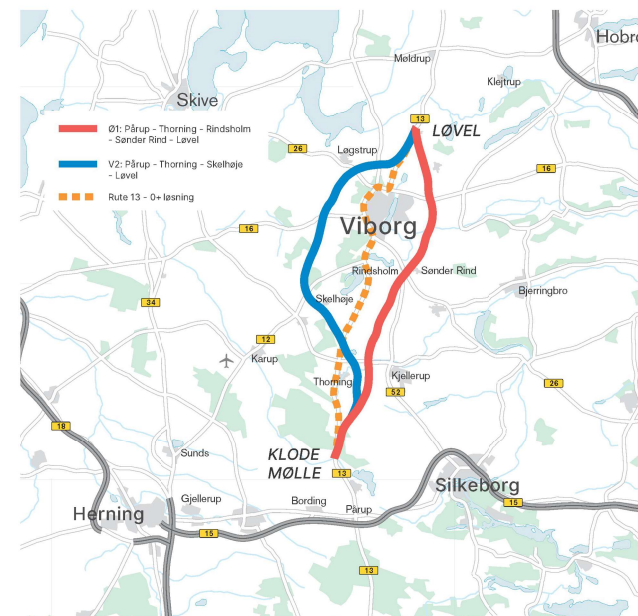 Hobro
Møldrup
Klejtrup
Skive
13
LØVEL
Ø1: Pårup - Thorning - Rindsholm
- Sønder Rind - Løvel
26
Løgstrup
V2: Pårup - Thorning - Skelhøje
- Løvel
16
Rute 13 - 0+ løsning
Viborg
16
Rindsholm
Sønder Rind
Bjerringbro
Skelhøje
34
12
Karup
Thorning
Kjellerup
26
52
18
KLODE
MØLLE
Sunds
13
Silkeborg
Gjellerup
Bording
Pårup
15
Herning
15
13
15